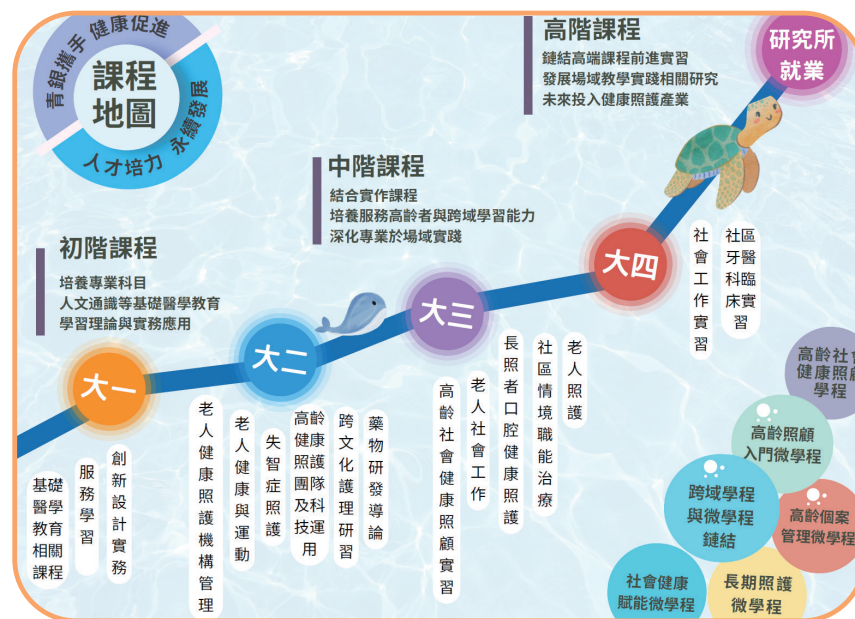 青銀攜手 健康促進
課程
地圖
人才培力 永續發展
高階課程
鏈結高端課程前進實習
發展場域教學實踐相關研究
未來投入健康照護產業
研究所
就業
中階課程
結合實作課程
培養服務高齡者與跨域學習能力
深化專業於場域實踐
初階課程
培養專業科目
人文通識等基礎醫學教育
學習理論與實務應用
大一
大二
大三
大四
基礎醫學教育相關課程
服務學習
創新設計實務
老人健康照護機構管理
老人健康與運動
失智症照護
高齡健康照護團隊及科技運用
跨文化護理研習
藥物研發導論
高齡社會健康照顧實習
老人社會工作
長照者口腔健康照護
社區情境職能治療
老人照護
社會工作實習
社區牙醫科臨床實習
高齡社會
健康照顧
學程
高齡照顧
入門微學程
跨域學程
與微學程
鏈結
高齡個案
管理微學程
社會健康
賦能微學程
長期照護
微學程